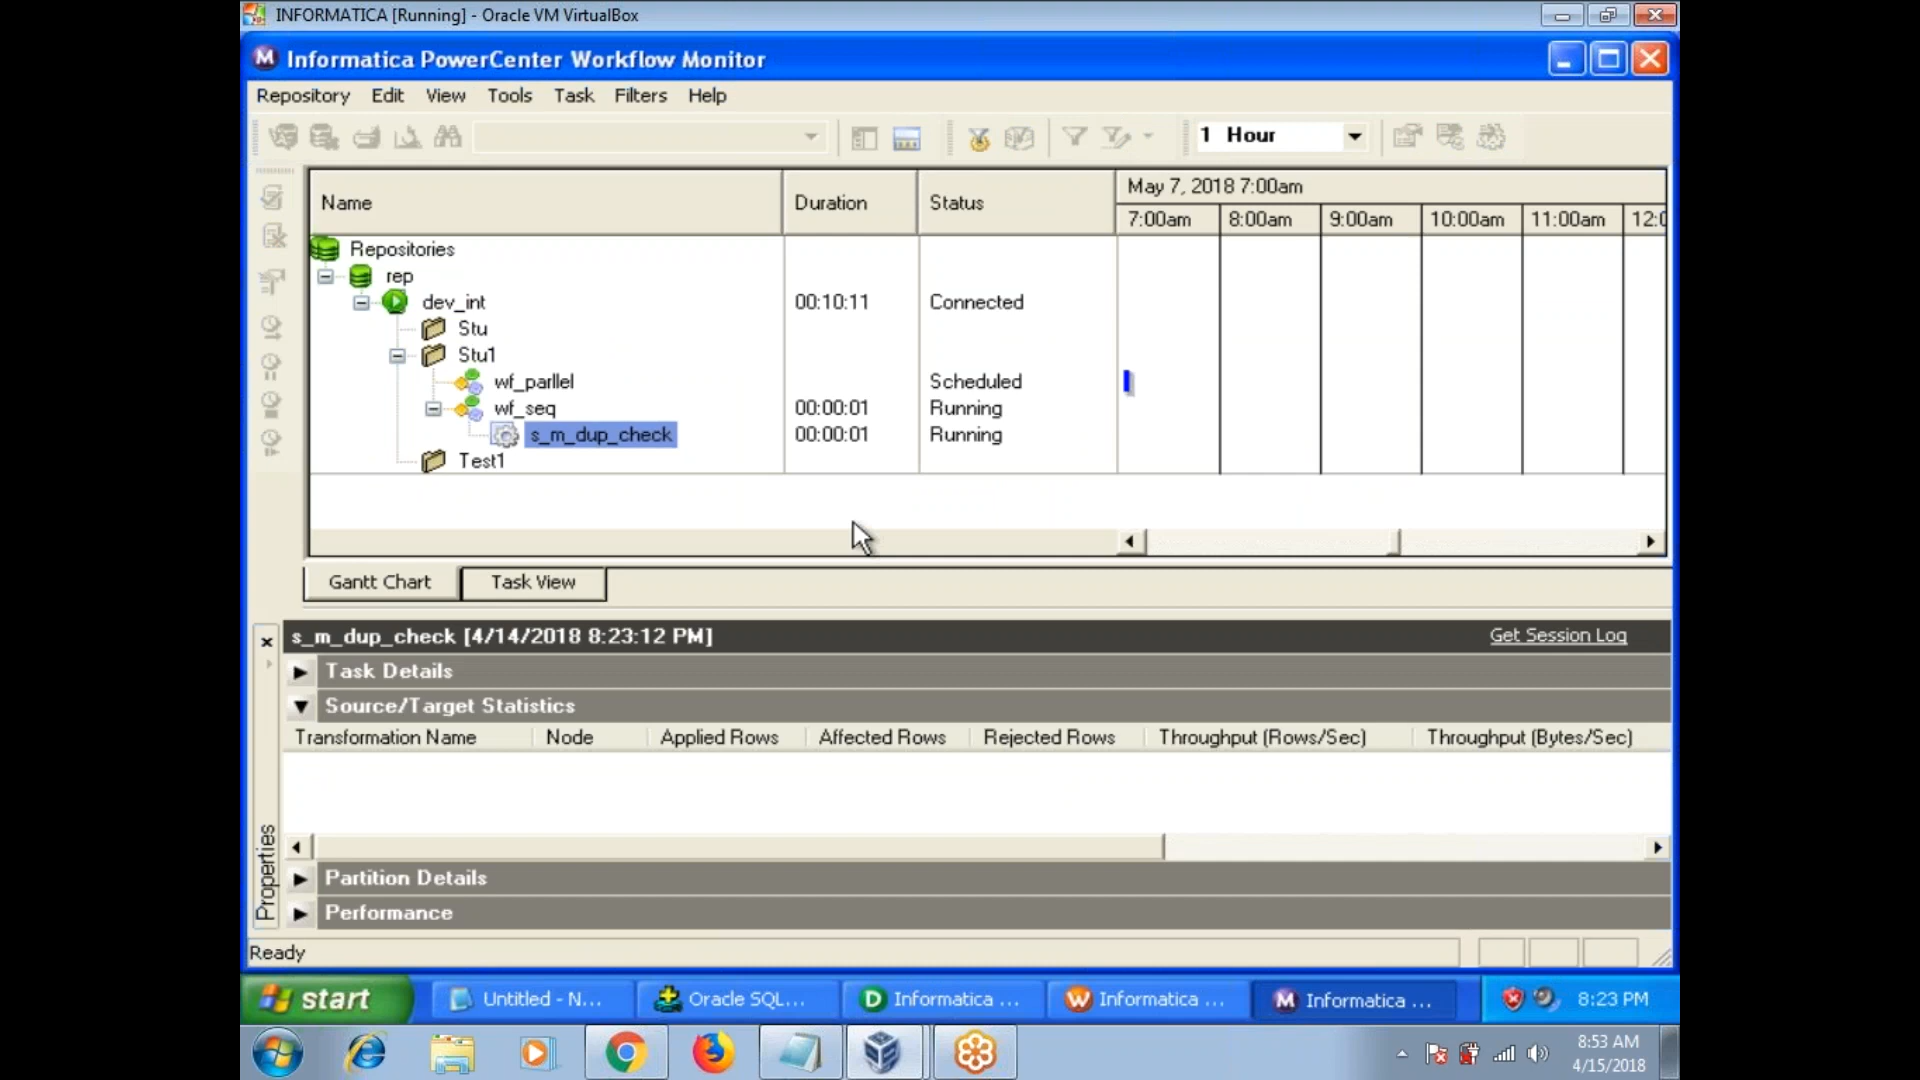 INFORMATICA [Running] - Oracle VM VirtualBox
Informatica PowerCenter Workflow Monitor
Repository Edit View Tools Task Filters Help
1 Hour
Name Duration Status May 7, 2018 7:00am
7:00am 8:00am 9:00am 10:00am 11:00am 12:0
Repositories
rep
dev_int 00:10:11 Connected
Stu
Stu1
wf_parllel Scheduled
wf_seq 00:00:01 Running
s_m_dup_check 00:00:01 Running
Test1
Gantt Chart Task View
s_m_dup_check [4/14/2018 8:23:12 PM] Get Session Log
Task Details
Source/Target Statistics
Transformation Name Node Applied Rows Affected Rows Rejected Rows Throughput (Rows/Sec) Throughput (Bytes/Sec)
Partition Details
Performance
Properties
Ready
start Untitled - N... Oracle SQL... Informatica ... Informatica ... Informatica ... 8:23 PM
8:53 AM
4/15/2018